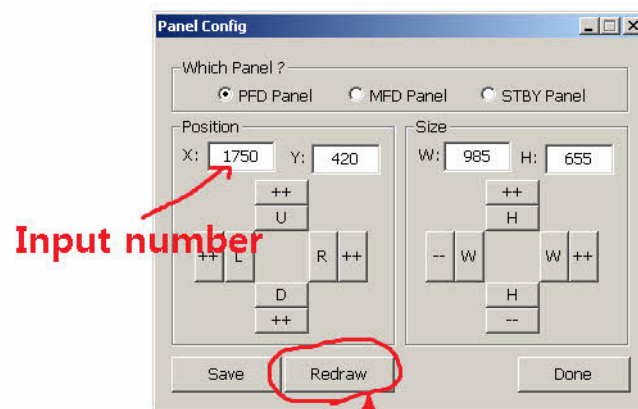 Panel Config
Which Panel ?
PFD Panel MFD Panel STBY Panel
Position Size
X: 1750 Y: 420 W: 985 H: 655
++ ++
U H
Input number
++ L R ++ -- W W ++
D H
++ --
Save Redraw Done